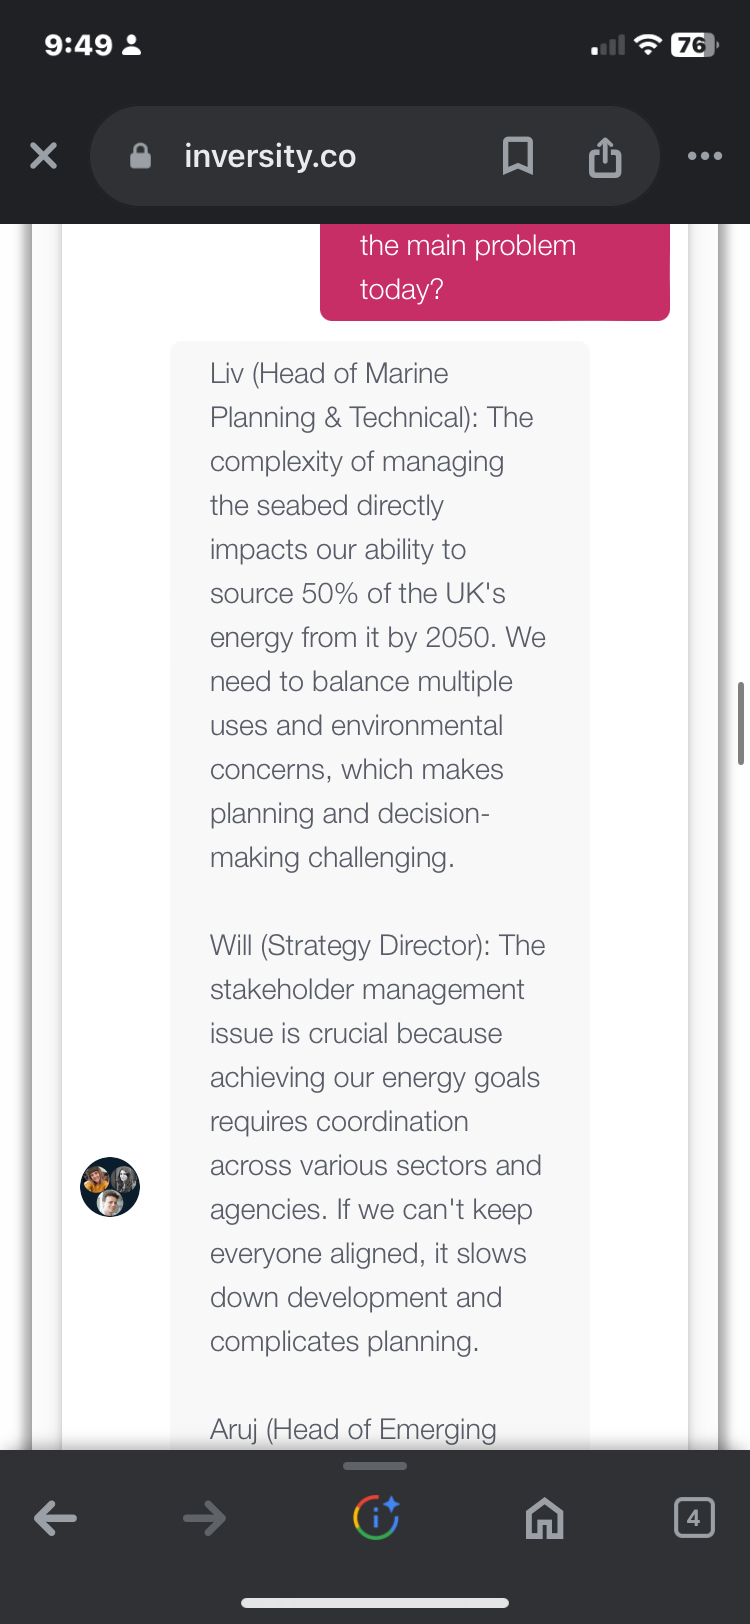 9:49
76
inversity.co
the main problem
today?
Liv (Head of Marine
Planning & Technical): The
complexity of managing
the seabed directly
impacts our ability to
source 50% of the UK's
energy from it by 2050. We
need to balance multiple
uses and environmental
concerns, which makes
planning and decision-
making challenging.
Will (Strategy Director): The
stakeholder management
issue is crucial because
achieving our energy goals
requires coordination
across various sectors and
agencies. If we can't keep
everyone aligned, it slows
down development and
complicates planning.
Aruj (Head of Emerging
4